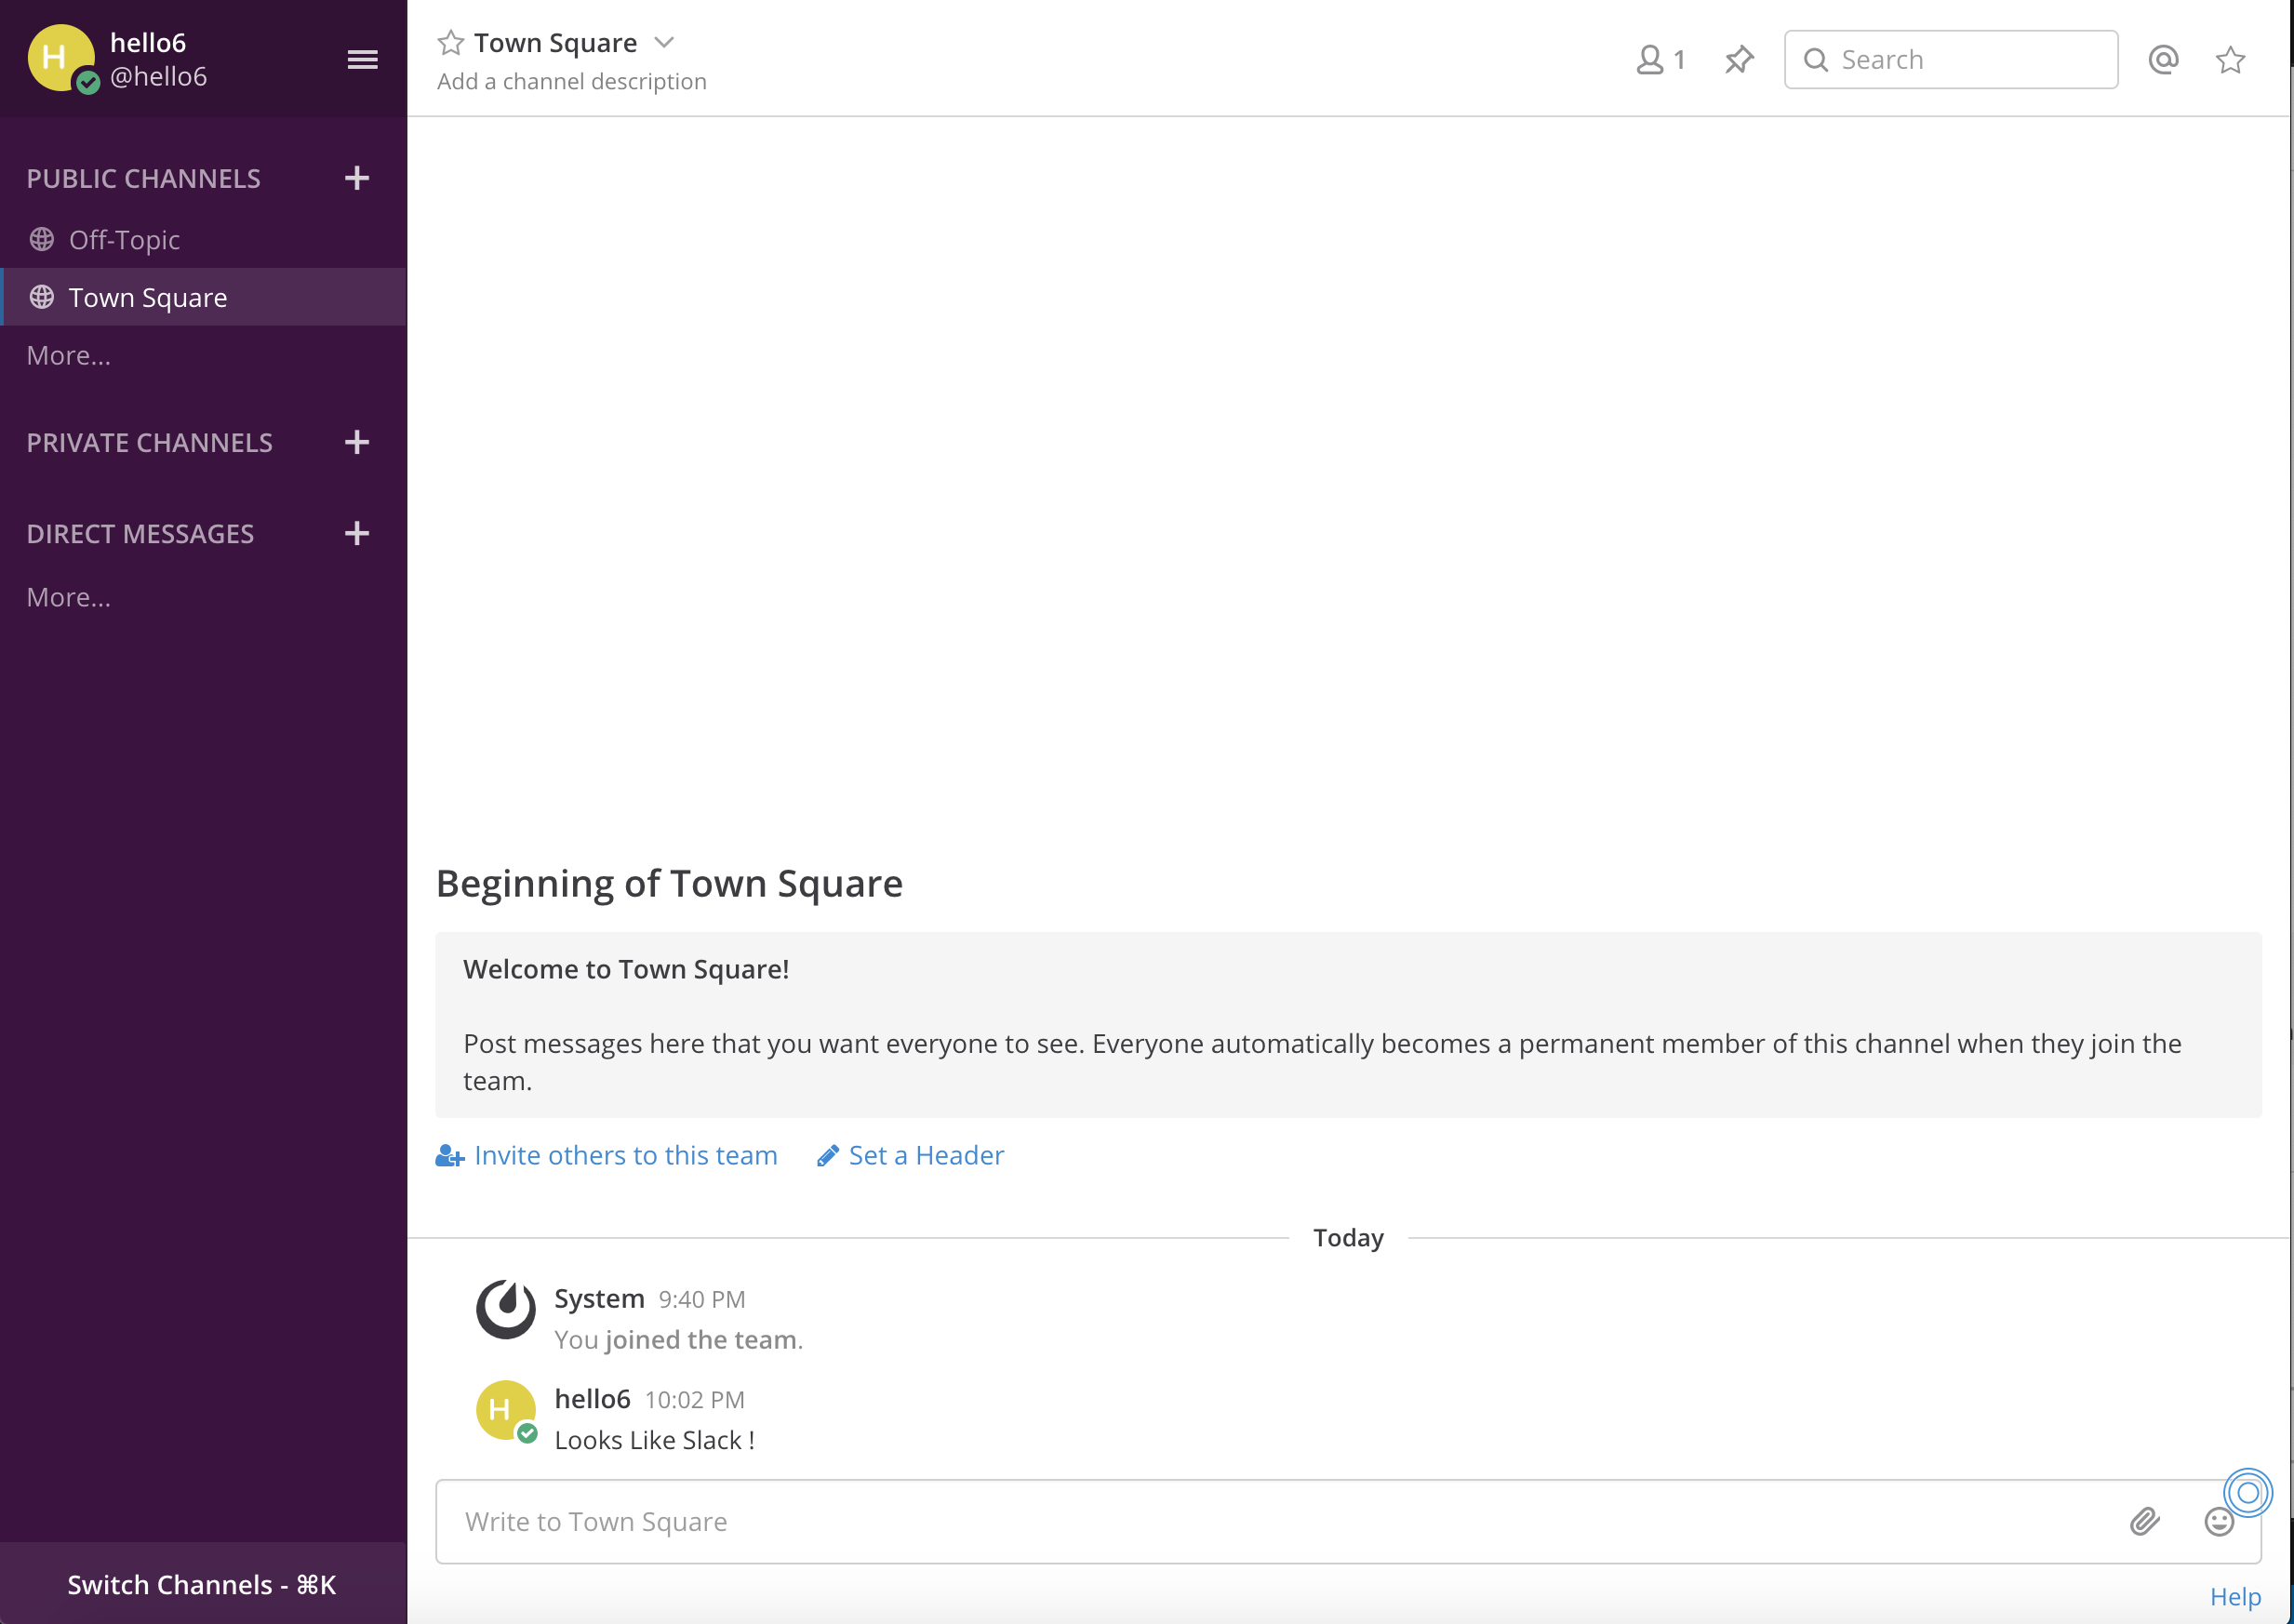 H
hello6
@hello6
PUBLIC CHANNELS
Off-Topic
Town Square
More...
PRIVATE CHANNELS
DIRECT MESSAGES
More...
Switch Channels - ⌘K
Town Square
Add a channel description
1
Search
Beginning of Town Square
Welcome to Town Square!
Post messages here that you want everyone to see. Everyone automatically becomes a permanent member of this channel when they join the
team.
Invite others to this team
Set a Header
Today
System 9:40 PM
You joined the team.
H
hello6 10:02 PM
Looks Like Slack !
Write to Town Square
Help